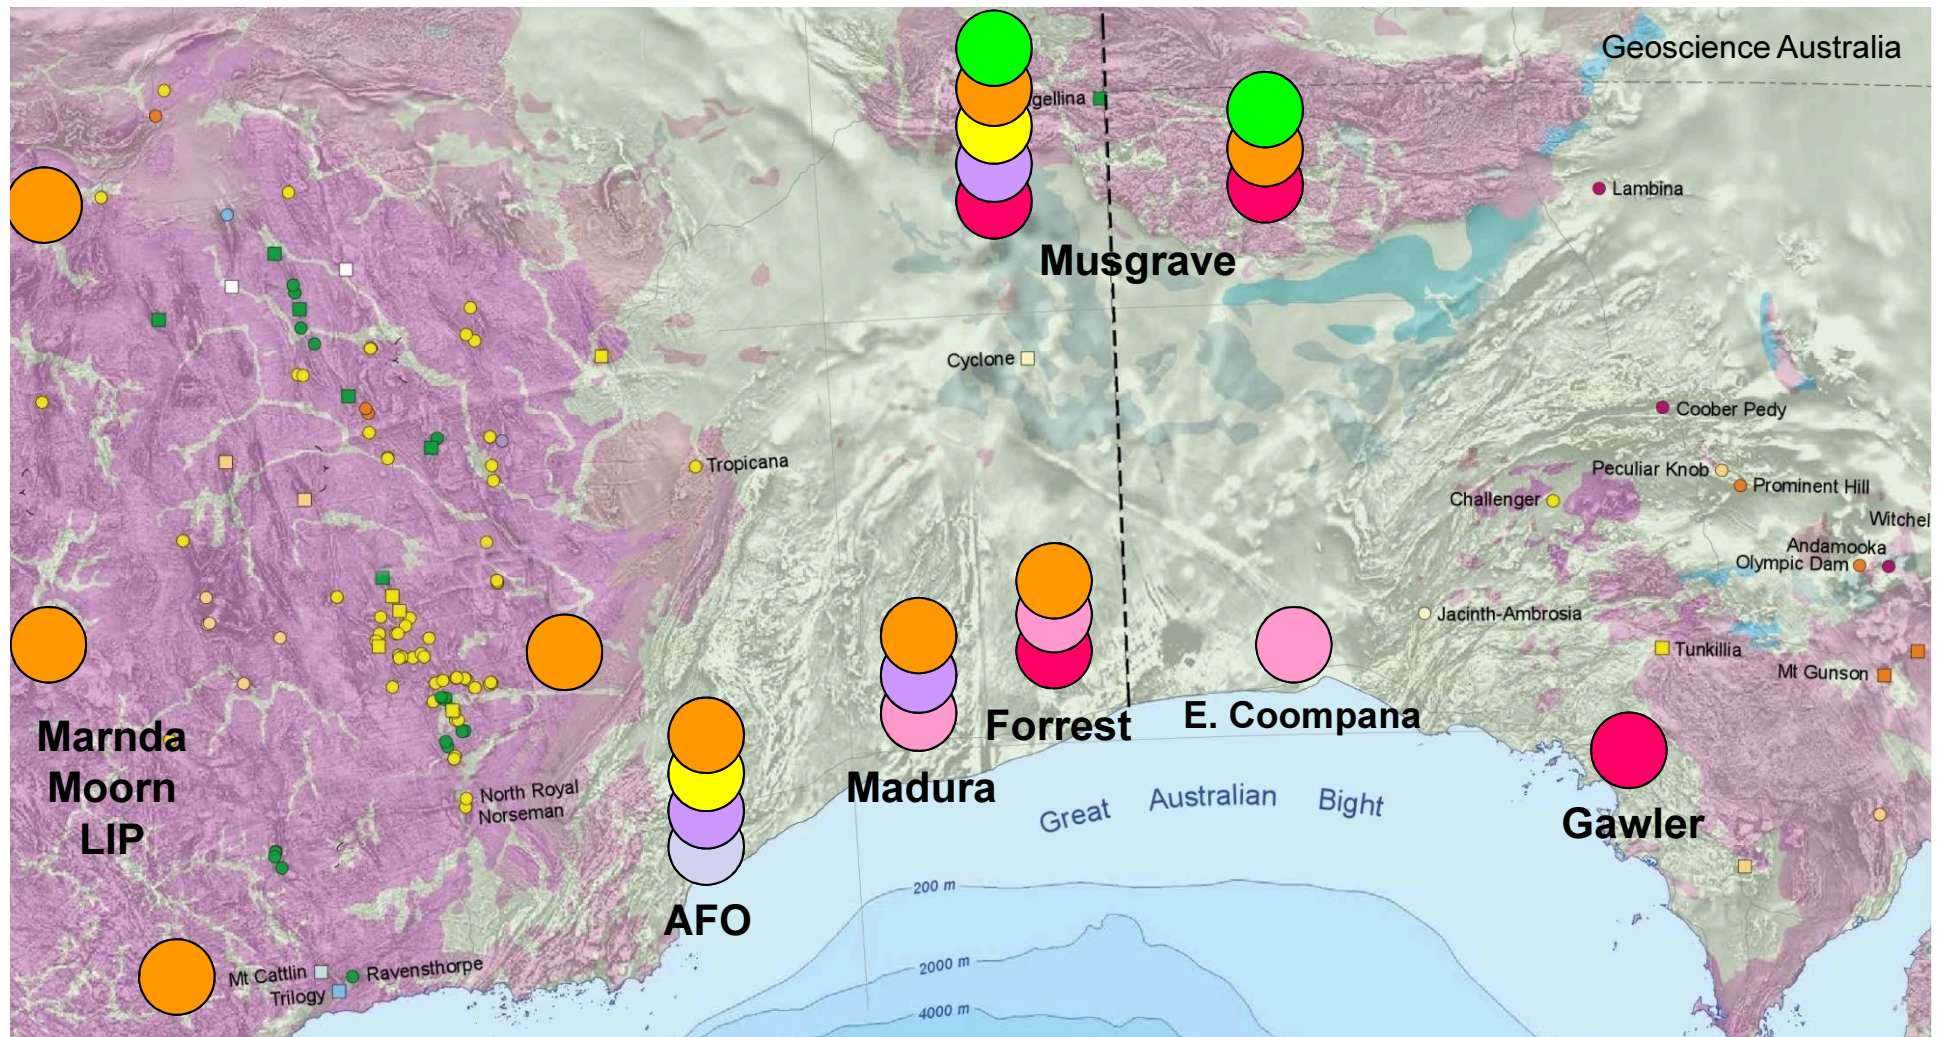 Geoscience Australia
gellina
Lambina
Musgrave
Cyclone
Coober Pedy
Tropicana
Peculiar Knob
Prominent Hill
Challenger
Witchel
Andamooka
Olympic Dam
Jacinth-Ambrosia
Tunkillia
Mt Gunson
Marnda
Moorn
LIP
Forrest
E. Coompana
Madura
North Royal
Norseman
Great Australian Bight
Gawler
200 m
AFO
2000 m
Mt Cattlin
Ravensthorpe
Trilogy
4000 m